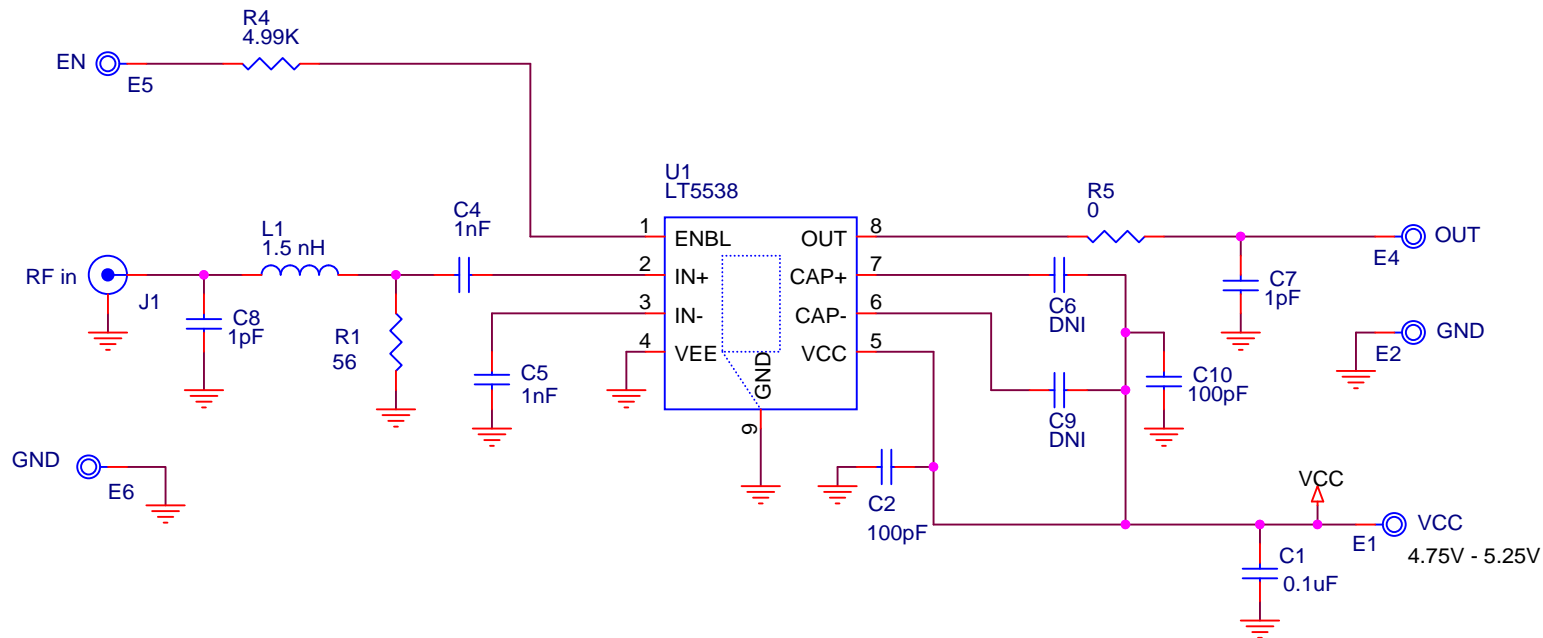 R4
4.99K
EN
E5
U1
LT5538
C4
1nF
L1
1.5 nH
RF in
J1
C8
1pF
R1
56
C5
1nF
1
2
3
4
ENBL
IN+
IN-
VEE
GND
9
OUT
CAP+
CAP-
VCC
8
7
6
5
R5
0
E4
OUT
C7
1pF
C6
DNI
GND
E2
C10
100pF
C9
DNI
GND
E6
C2
100pF
VCC
VCC
E1
4.75V - 5.25V
C1
0.1uF